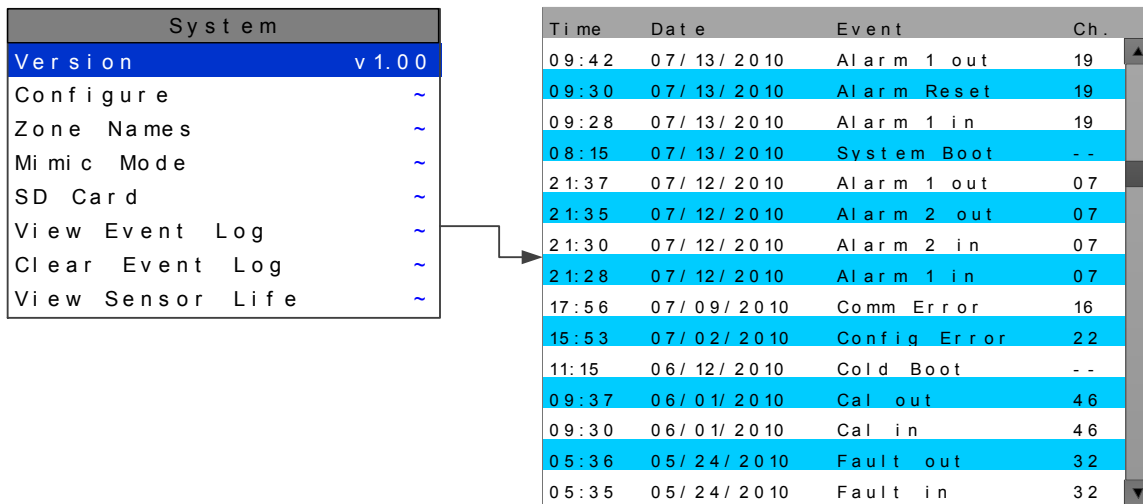 System
Version v1.00
Configure ~
Zone Names ~
Mimic Mode ~
SD Card ~
View Event Log ~
Clear Event Log ~
View Sensor Life ~
Time Date Event Ch.
09:42 07/13/2010 Alarm 1 out 19
09:30 07/13/2010 Alarm Reset 19
09:28 07/13/2010 Alarm 1 in 19
08:15 07/13/2010 System Boot --
21:37 07/12/2010 Alarm 1 out 07
21:35 07/12/2010 Alarm 2 out 07
21:30 07/12/2010 Alarm 2 in 07
21:28 07/12/2010 Alarm 1 in 07
17:56 07/09/2010 Comm Error 16
15:53 07/02/2010 Config Error 22
11:15 06/12/2010 Cold Boot --
09:37 06/01/2010 Cal out 46
09:30 06/01/2010 Cal in 46
05:36 05/24/2010 Fault out 32
05:35 05/24/2010 Fault in 32